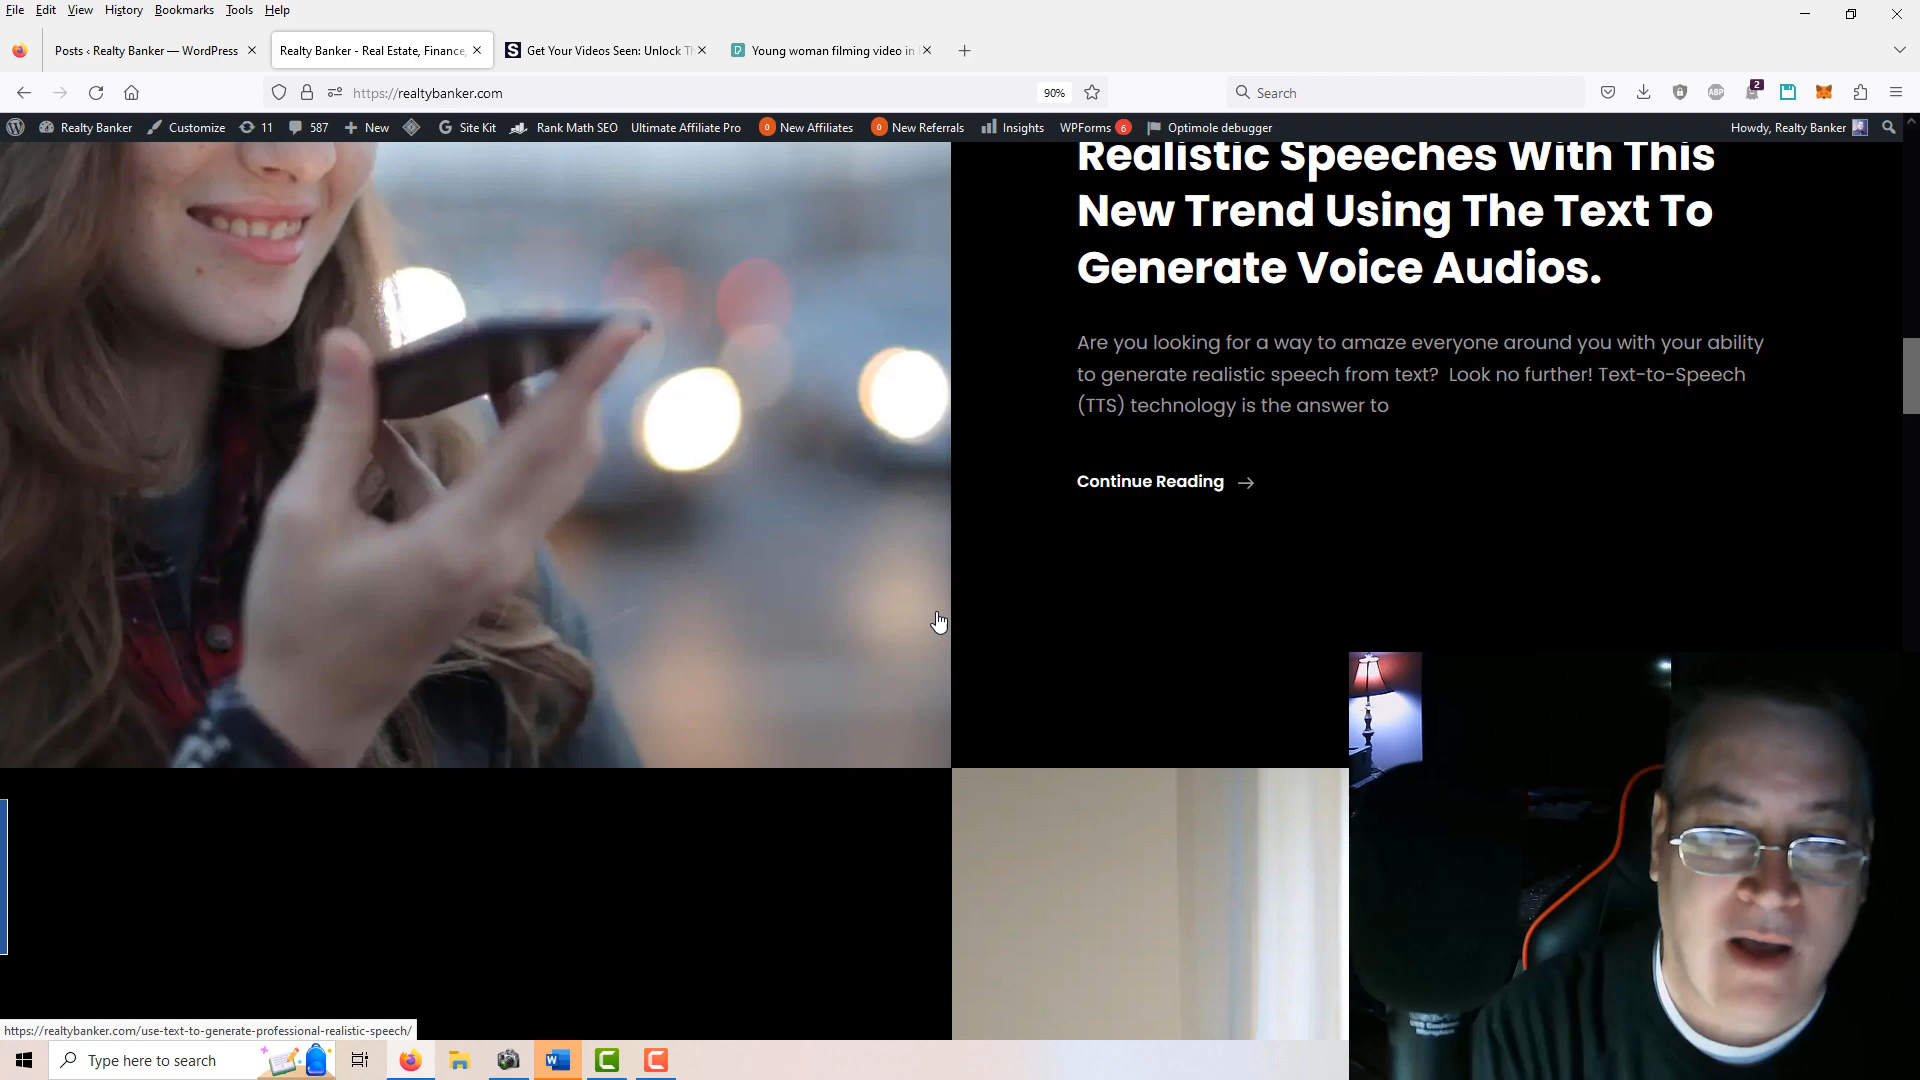 File Edit View History Bookmarks Tools Help
Posts ‹ Realty Banker — WordPress
Realty Banker - Real Estate, Finance,
Get Your Videos Seen: Unlock Th
Young woman filming video in
https://realtybanker.com
90%
Search
ABP
2
Realty Banker Customize 11 587 New Site Kit Rank Math SEO Ultimate Affiliate Pro 0 New Affiliates 0 New Referrals Insights WPForms 6 Optimole debugger Howdy, Realty Banker
Realistic Speeches With This
New Trend Using The Text To
Generate Voice Audios.
Are you looking for a way to amaze everyone around you with your ability
to generate realistic speech from text? Look no further! Text-to-Speech
(TTS) technology is the answer to
Continue Reading
https://realtybanker.com/use-text-to-generate-professional-realistic-speech/
Type here to search